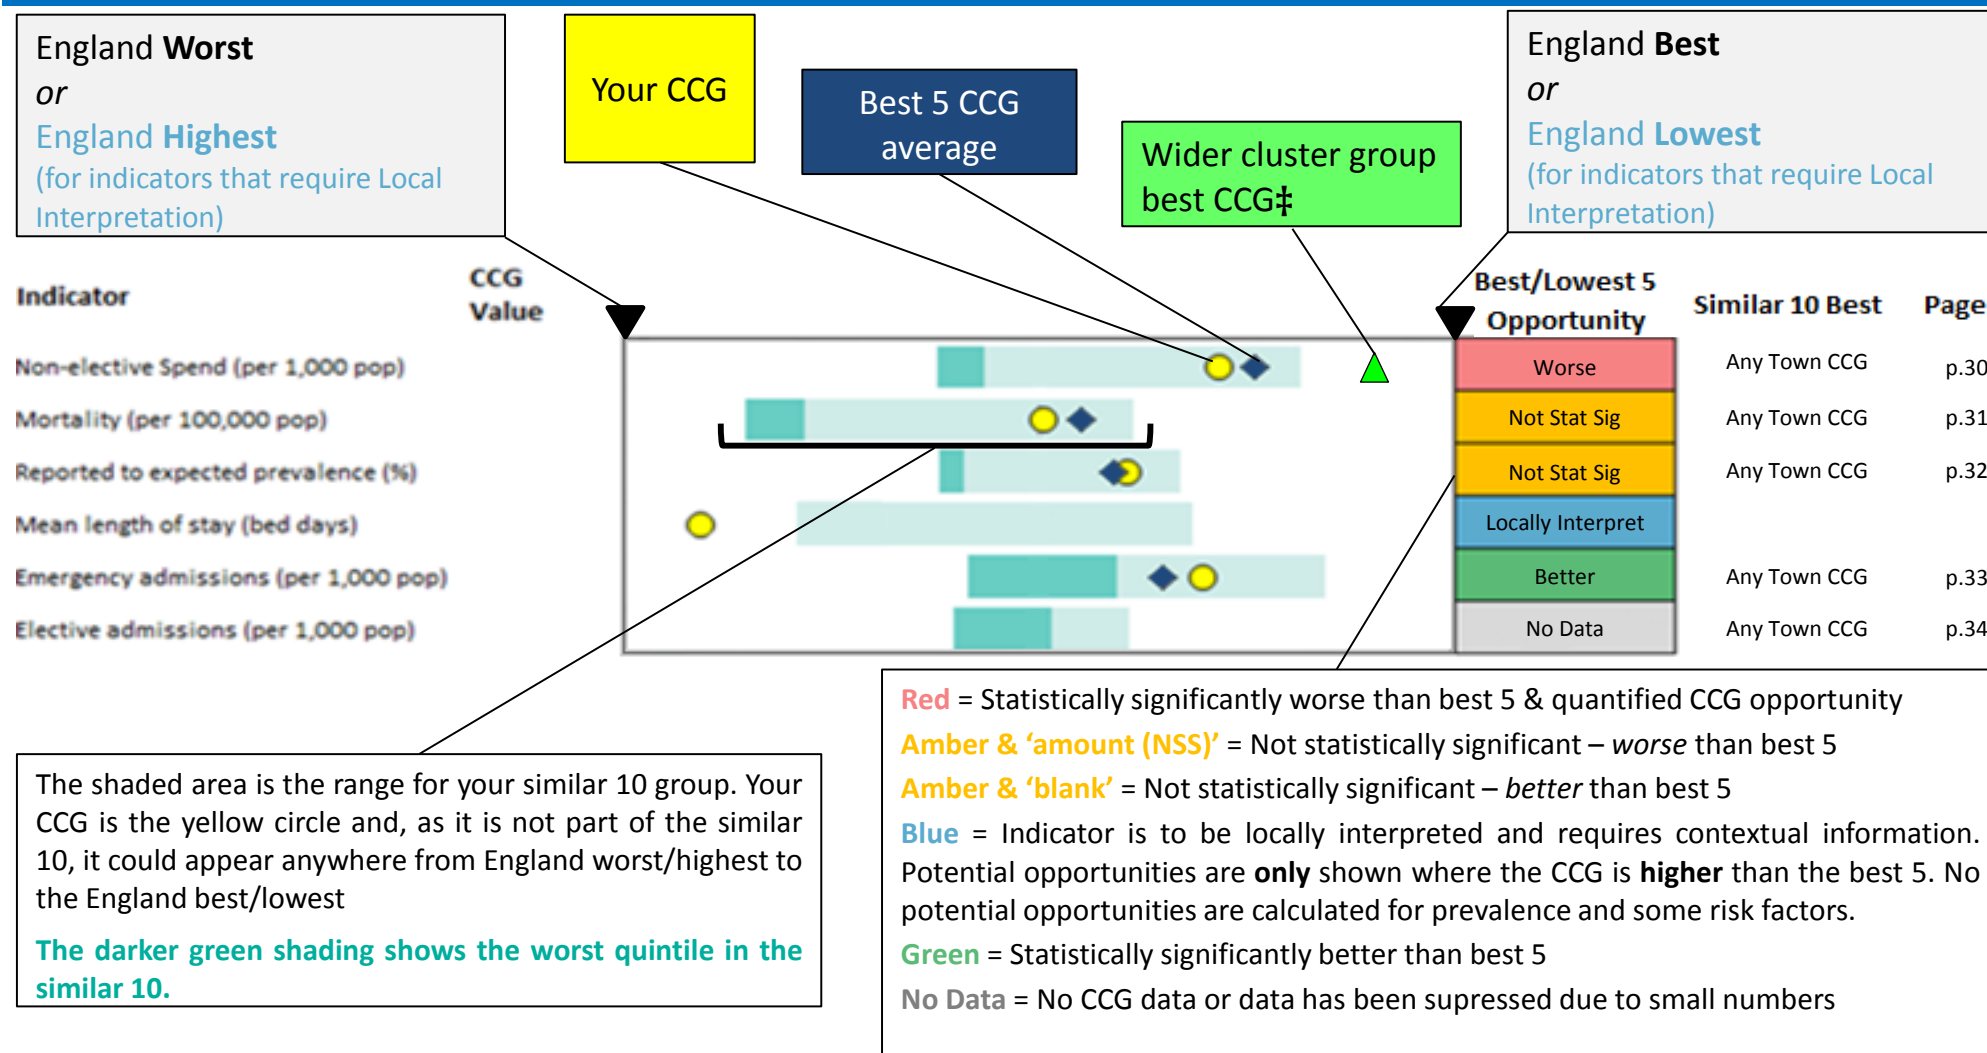 England Worst
or
England Highest
(for indicators that require Local
Interpretation)
Your CCG
Best 5 CCG
average
Wider cluster group
best CCG‡
England Best
or
England Lowest
(for indicators that require Local
Interpretation)
Indicator
CCG
Value
Best/Lowest 5
Opportunity
Similar 10 Best
Page
Non-elective Spend (per 1,000 pop)
Worse
Any Town CCG
p.30
Mortality (per 100,000 pop)
Not Stat Sig
Any Town CCG
p.31
Reported to expected prevalence (%)
Not Stat Sig
Any Town CCG
p.32
Mean length of stay (bed days)
Locally Interpret
Emergency admissions (per 1,000 pop)
Better
Any Town CCG
p.33
Elective admissions (per 1,000 pop)
No Data
Any Town CCG
p.34
The shaded area is the range for your similar 10 group. Your
CCG is the yellow circle and, as it is not part of the similar
10, it could appear anywhere from England worst/highest to
the England best/lowest
The darker green shading shows the worst quintile in the
similar 10.
Red = Statistically significantly worse than best 5 & quantified CCG opportunity
Amber & ‘amount (NSS)’ = Not statistically significant – worse than best 5
Amber & ‘blank’ = Not statistically significant – better than best 5
Blue = Indicator is to be locally interpreted and requires contextual information.
Potential opportunities are only shown where the CCG is higher than the best 5. No
potential opportunities are calculated for prevalence and some risk factors.
Green = Statistically significantly better than best 5
No Data = No CCG data or data has been supressed due to small numbers